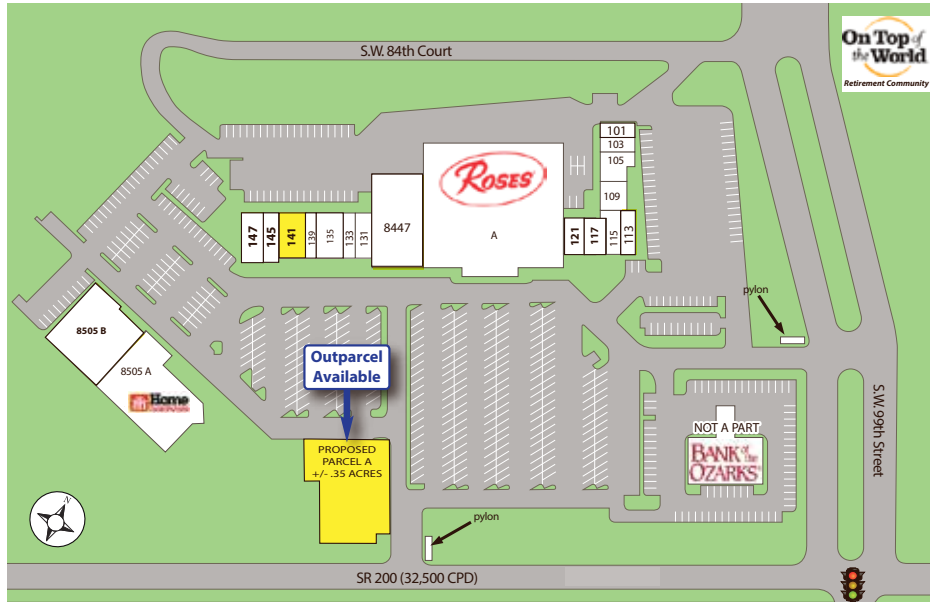 S.W. 84th Court
On Top of
the World
Retirement Community
101
103
105
109
ROSES
8447
A
147
145
141
139
135
133
131
121
117
115
113
pylon
8505 B
8505 A
Home
Outparcel
Available
PROPOSED
PARCEL A
+/- .35 ACRES
NOT A PART
BANK of the
OZARKS
S.W. 99th Street
N
pylon
SR 200 (32,500 CPD)